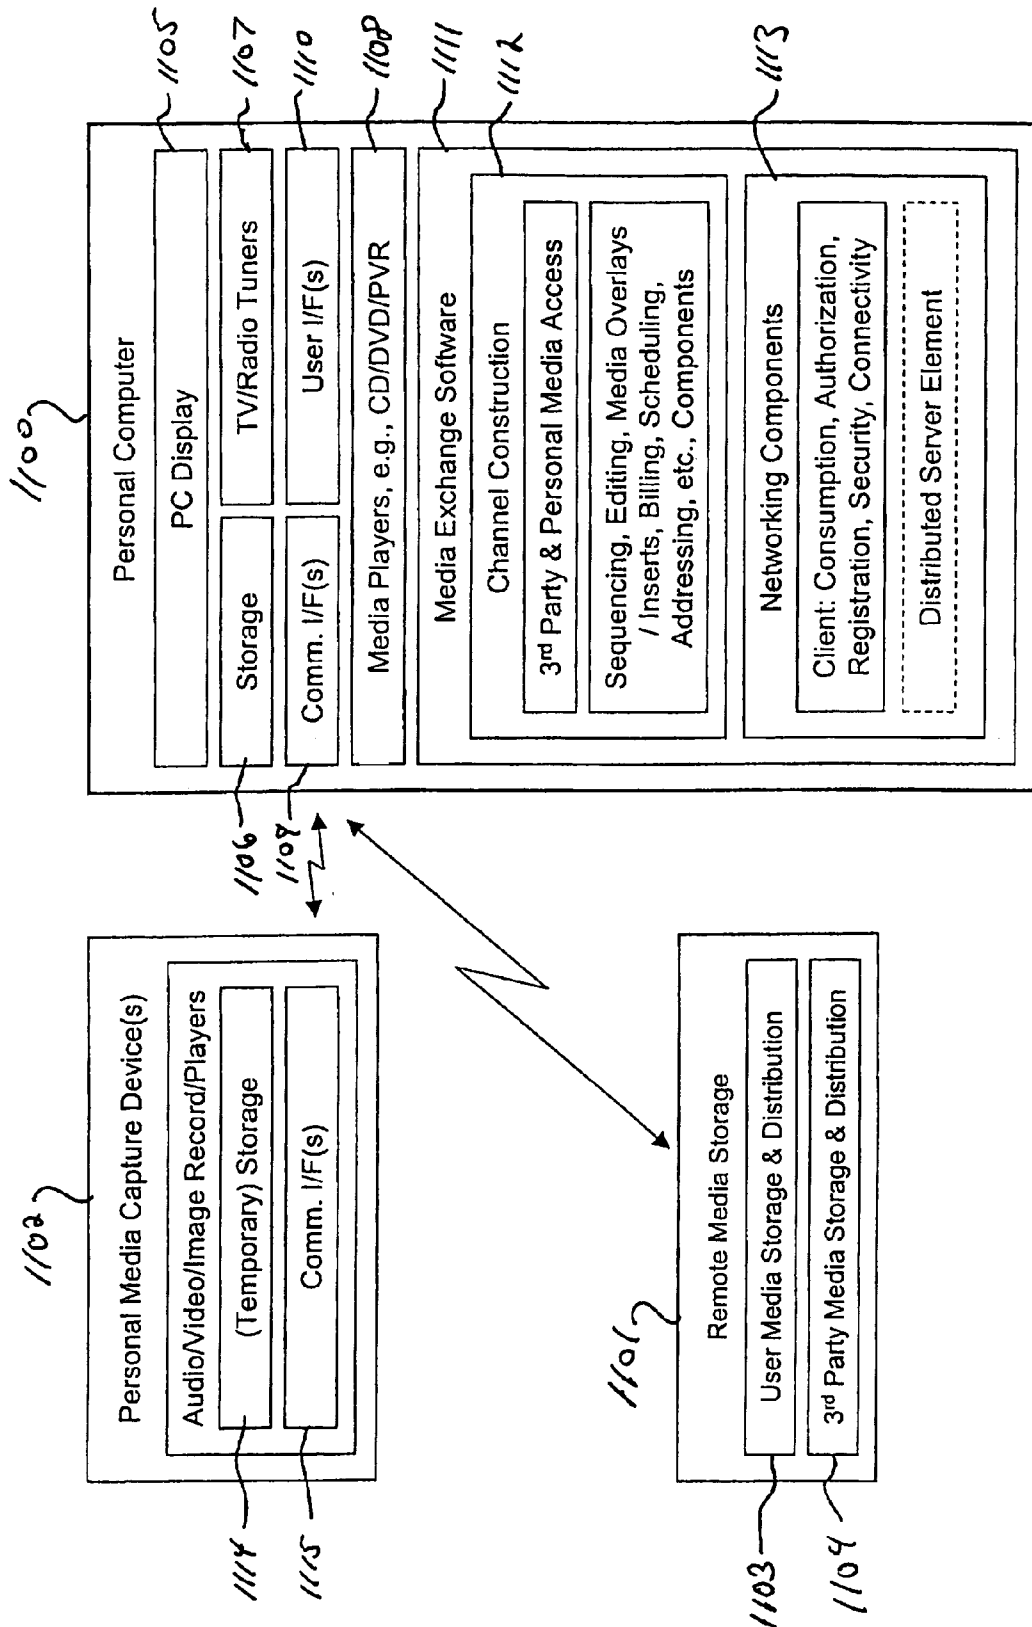 1102
Personal Media Capture Device(s)
Audio/Video/Image Record/Players
1114
(Temporary) Storage
1115
Comm. I/F(s)
1101
Remote Media Storage
1103
User Media Storage & Distribution
1104
3rd Party Media Storage & Distribution
1100
Personal Computer
PC Display
1105
1106
Storage
TV/Radio Tuners
1107
1109
Comm. I/F(s)
User I/F(s)
1110
Media Players, e.g., CD/DVD/PVR
1108
Media Exchange Software
1111
Channel Construction
1112
3rd Party & Personal Media Access
Sequencing, Editing, Media Overlays
/ Inserts, Billing, Scheduling,
Addressing, etc., Components
Networking Components
1113
Client: Consumption, Authorization,
Registration, Security, Connectivity
Distributed Server Element